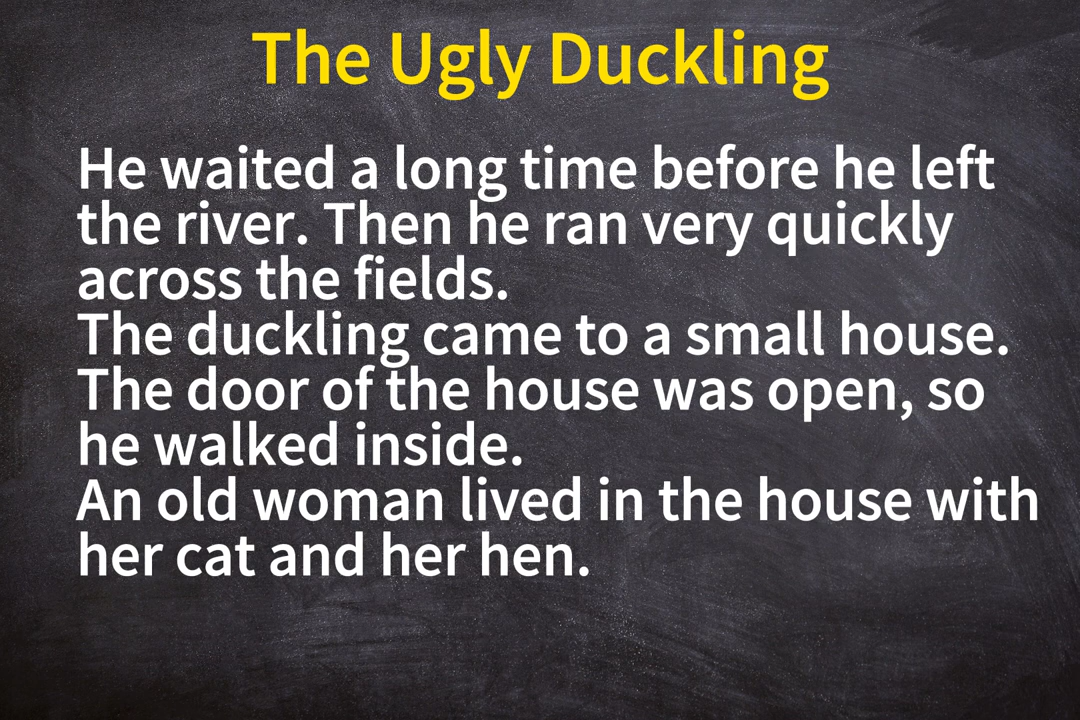 The Ugly Duckling
He waited a long time before he left
the river. Then he ran very quickly
across the fields.
The duckling came to a small house.
The door of the house was open, so
he walked inside.
An old woman lived in the house with
her cat and her hen.